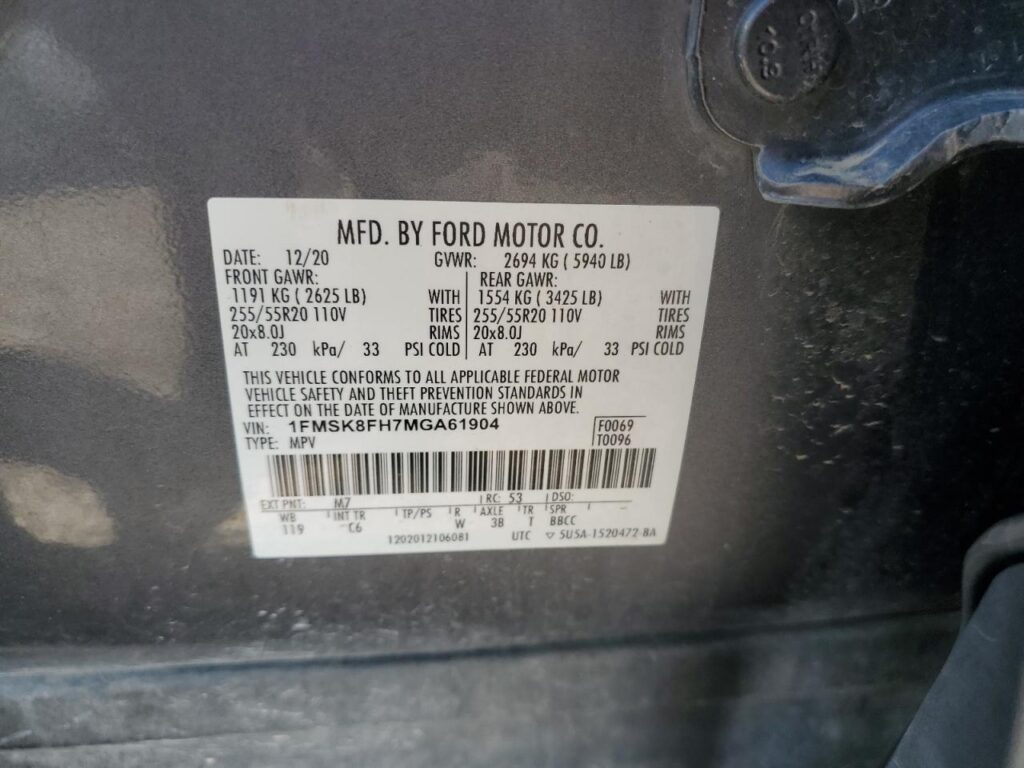 10.2
MFD. BY FORD MOTOR CO.
DATE: 12/20 GVWR: 2694 KG ( 5940 LB)
FRONT GAWR: REAR GAWR:
1191 KG ( 2625 LB) WITH 1554 KG ( 3425 LB) WITH
255/55R20 110V TIRES 255/55R20 110V TIRES
20x8.0J RIMS 20x8.0J RIMS
AT 230 kPa/ 33 PSI COLD AT 230 kPa/ 33 PSI COLD
THIS VEHICLE CONFORMS TO ALL APPLICABLE FEDERAL MOTOR
VEHICLE SAFETY AND THEFT PREVENTION STANDARDS IN
EFFECT ON THE DATE OF MANUFACTURE SHOWN ABOVE.
VIN: 1FMSK8FH7MGA61904 F0069
TYPE: MPV T0096
EXT PNT: M7 RC: 53 DSO:
WB INT TR TP/PS R AXLE TR SPR
119 C6 W 3B T BBCC
1202012106081 UTC ▽ 5U5A-1520472-8A